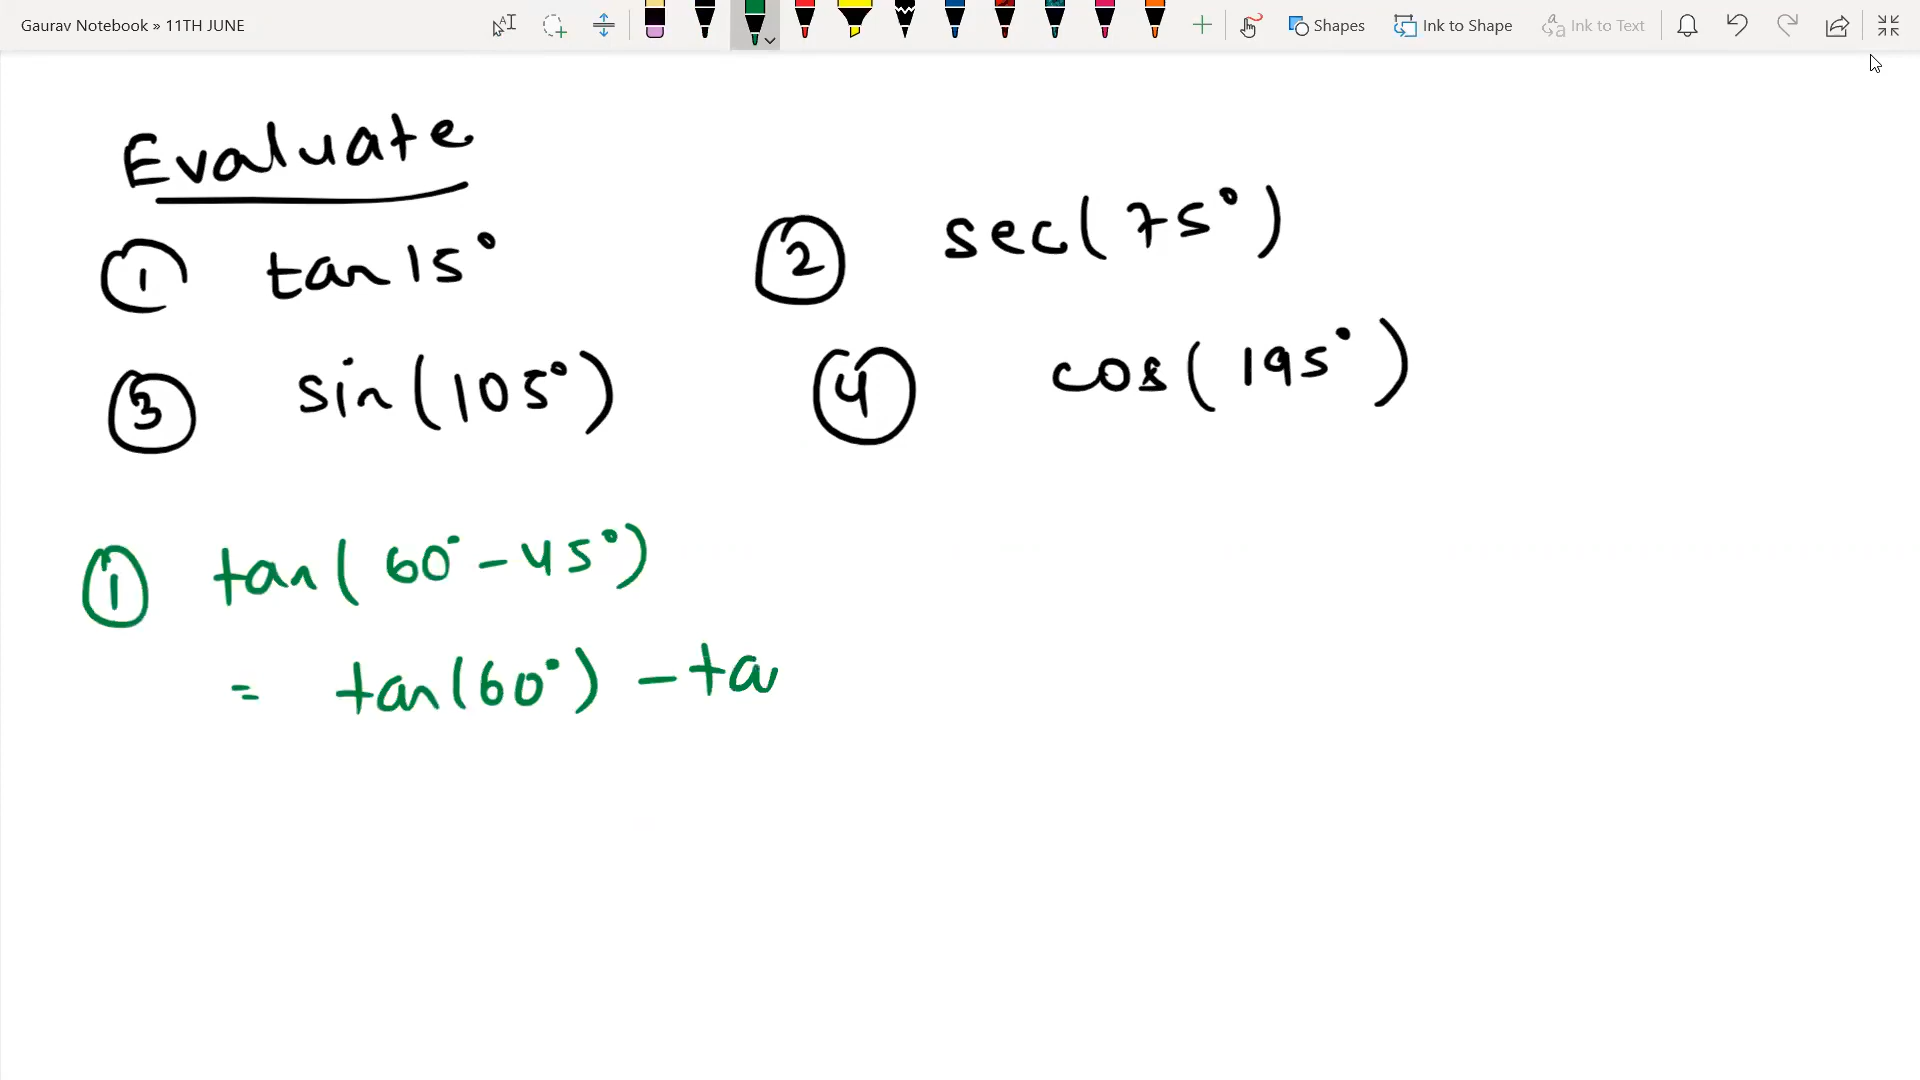 Gaurav Notebook » 11TH JUNE
Shapes Ink to Shape Ink to Text
Evaluate
① tan 15° ② sec(75°)
③ sin(105°) ④ cos(195°)
① tan(60° - 45°)
= tan(60°) - ta